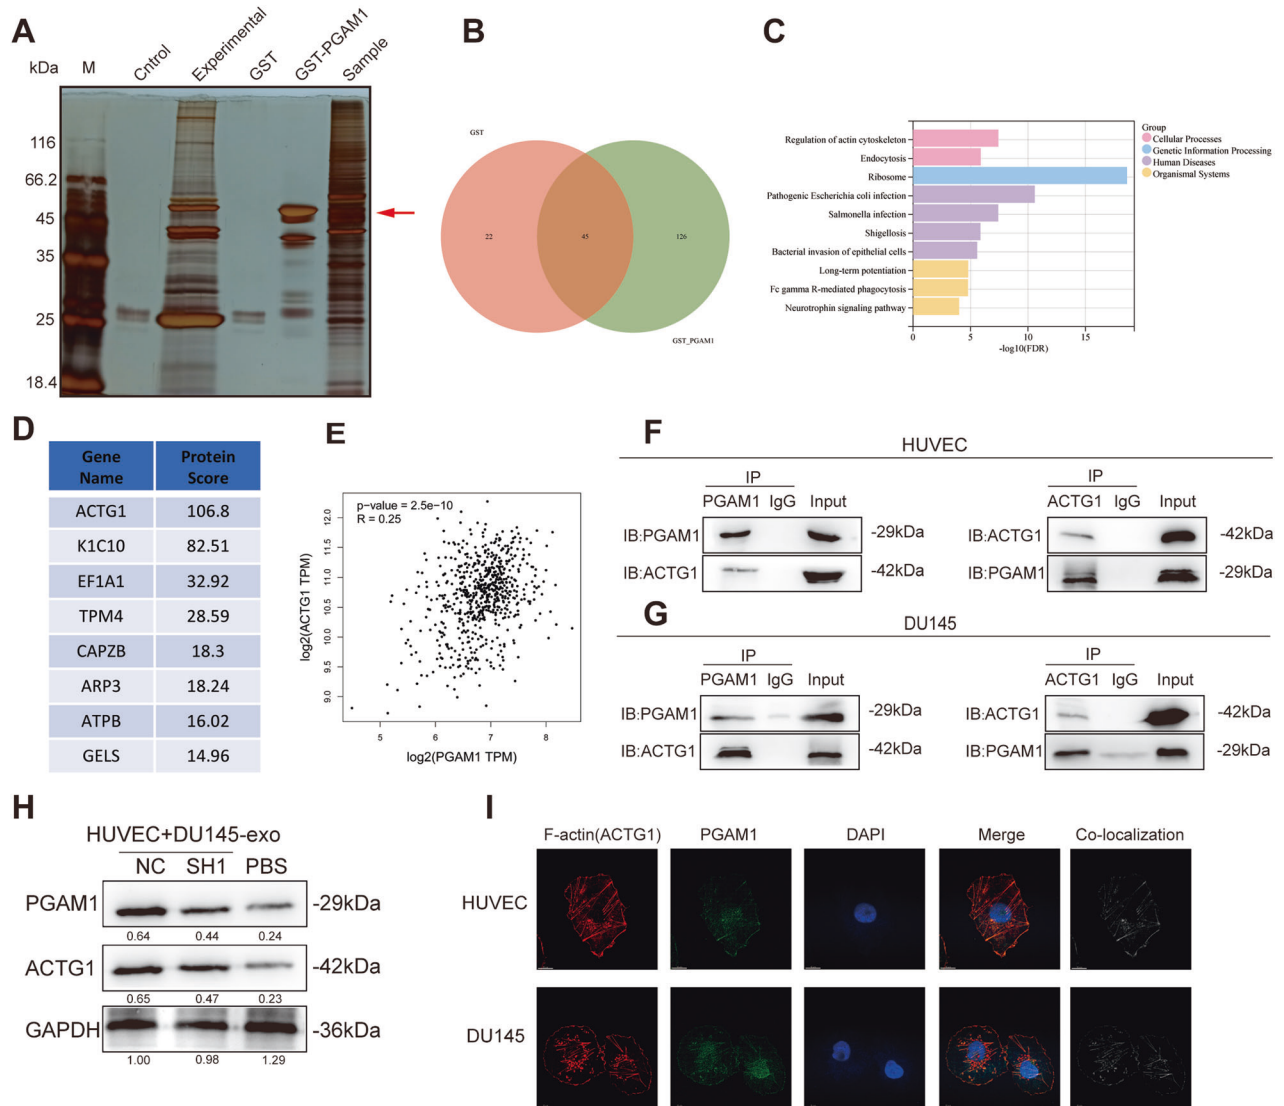 A
kDa M Cntrol Experimental GST GST-PGAM1 Sample
116
66.2
45
35
25
18.4
B
GST
22 45 126
GST_PGAM1
C
Regulation of actin cytoskeleton
Endocytosis
Ribosome
Pathogenic Escherichia coli infection
Salmonella infection
Shigellosis
Bacterial invasion of epithelial cells
Long-term potentiation
Fc gamma R-mediated phagocytosis
Neurotrophin signaling pathway
0 5 10 15
-log10(FDR)
Group
Cellular Processes
Genetic Information Processing
Human Diseases
Organismal Systems
D
Gene Name Protein Score
ACTG1 106.8
K1C10 82.51
EF1A1 32.92
TPM4 28.59
CAPZB 18.3
ARP3 18.24
ATPB 16.02
GELS 14.96
E
p-value = 2.5e-10
R = 0.25
log2(ACTG1 TPM)
12.0
11.5
11.0
10.5
10.0
9.5
9.0
5 6 7 8
log2(PGAM1 TPM)
F
HUVEC
IP
PGAM1 IgG Input
IB:PGAM1 -29kDa
IB:ACTG1 -42kDa
IP
ACTG1 IgG Input
IB:ACTG1 -42kDa
IB:PGAM1 -29kDa
G
DU145
IP
PGAM1 IgG Input
IB:PGAM1 -29kDa
IB:ACTG1 -42kDa
IP
ACTG1 IgG Input
IB:ACTG1 -42kDa
IB:PGAM1 -29kDa
H
HUVEC+DU145-exo
NC SH1 PBS
PGAM1 -29kDa
0.64 0.44 0.24
ACTG1 -42kDa
0.65 0.47 0.23
GAPDH -36kDa
1.00 0.98 1.29
I
F-actin(ACTG1) PGAM1 DAPI Merge Co-localization
HUVEC
DU145